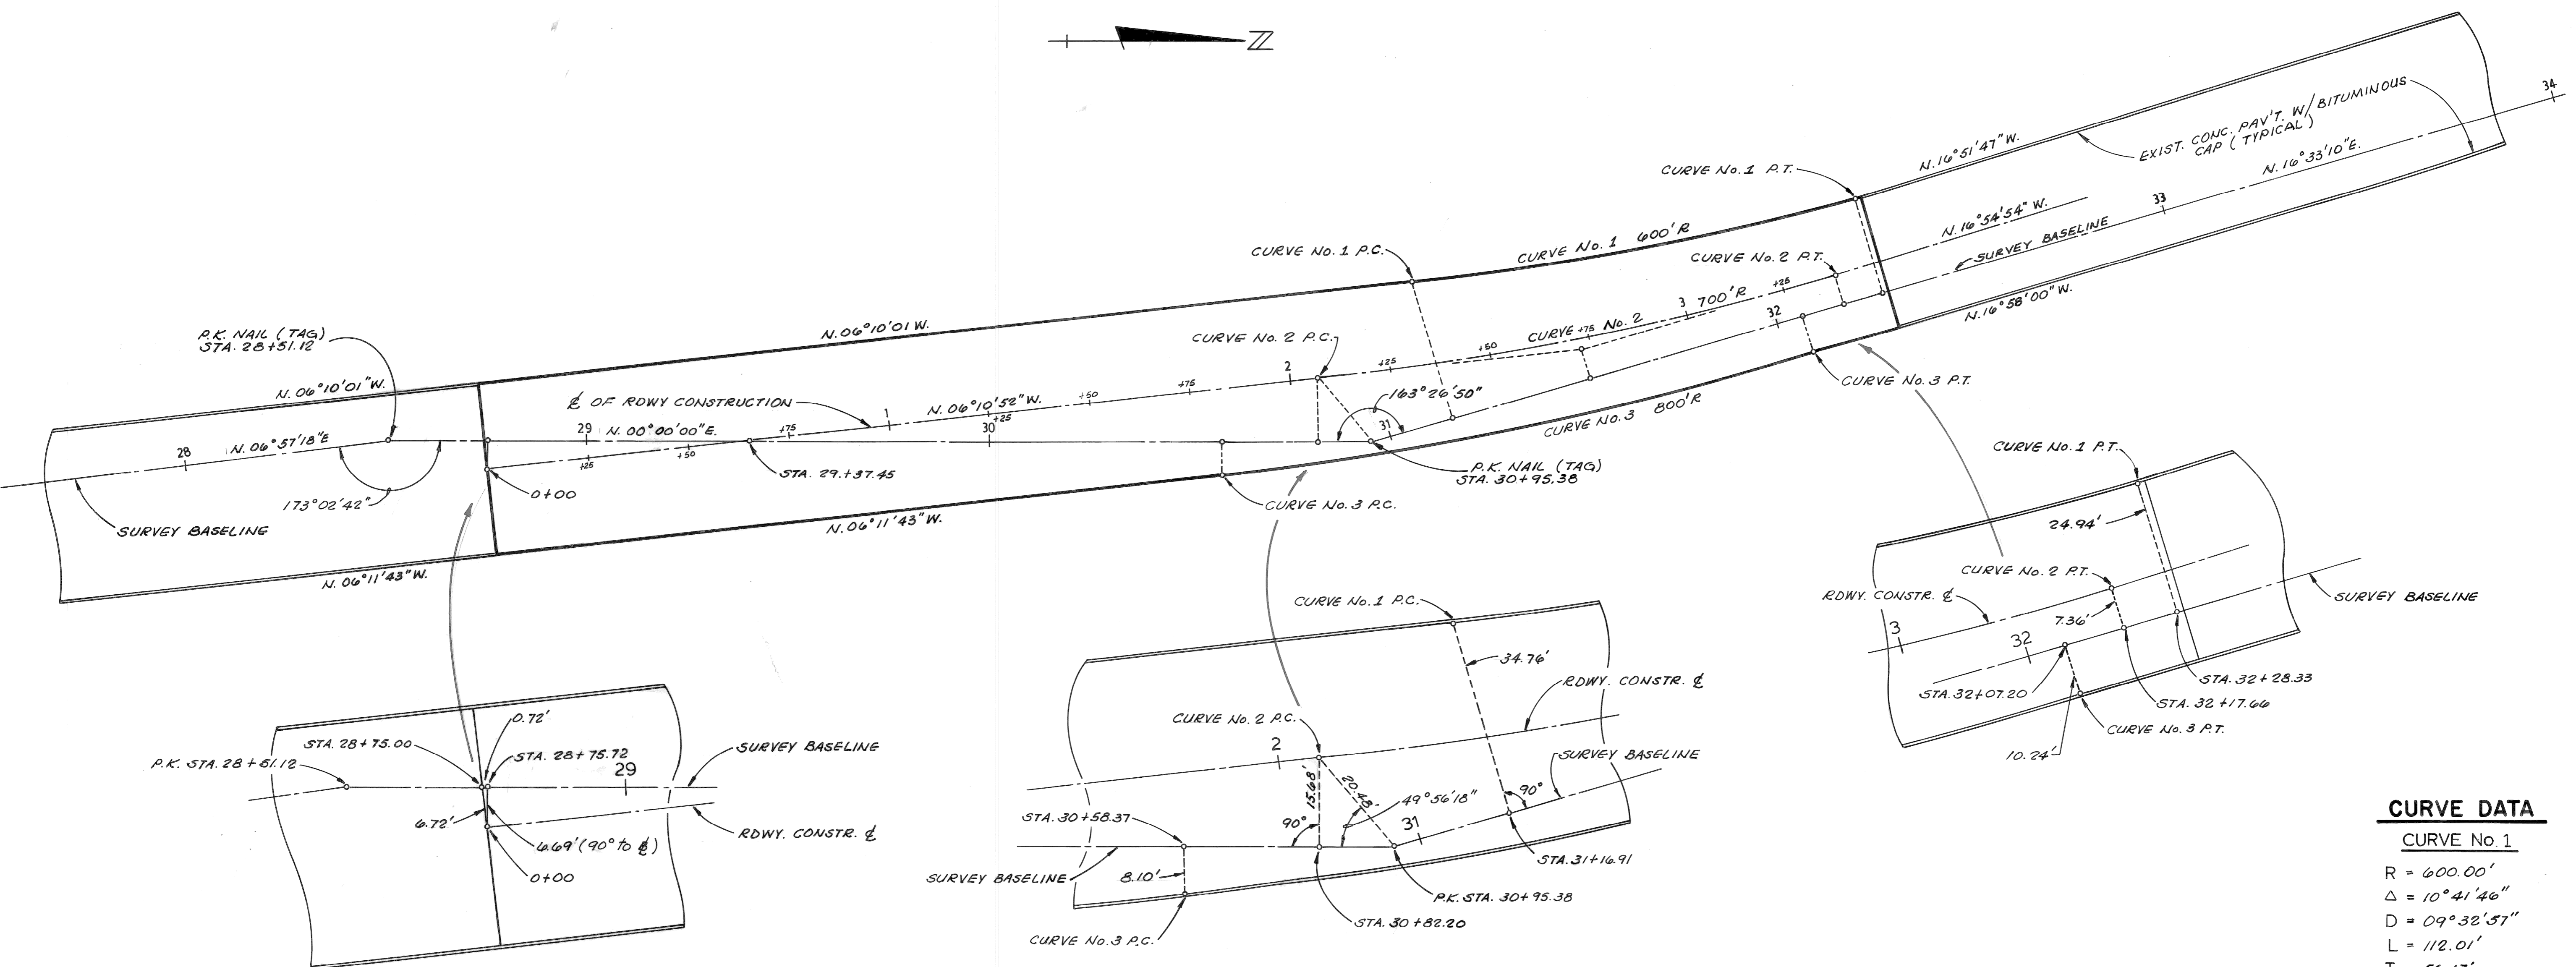 N
34
EXIST. CONC. PAV'T. W/ BITUMINOUS
CAP (TYPICAL)
N. 16°51'47" W.
N. 16°33'10" E.
CURVE No. 1 P.T.
33
N. 16°54'54" W.
SURVEY BASELINE
CURVE No. 1 600'R
CURVE No. 1 P.C.
CURVE No. 2 P.T.
+25
3 700'R
32
N. 16°58'00" W.
N. 06°10'01 W.
CURVE No. 2 P.C.
CURVE +75 No. 2
+50
+25
2
+75
+50
P.K. NAIL (TAG)
STA. 28+51.12
CURVE No. 3 P.T.
163°26'50"
N. 06°10'01" W.
℄ OF RDWY CONSTRUCTION
1
N. 06°10'52" W.
CURVE No. 3 800'R
31
29
N. 00°00'00" E.
+75
30
+25
28
N. 06°57'18" E
+25
+50
STA. 29+37.45
P.K. NAIL (TAG)
STA. 30+95.38
173°02'42"
0+00
CURVE No. 3 P.C.
SURVEY BASELINE
N. 06°11'43" W.
N. 06°11'43" W.
CURVE No. 1 P.T.
24.94'
CURVE No. 2 P.T.
RDWY. CONSTR. ℄
SURVEY BASELINE
7.36'
3
32
STA. 32+07.20
STA. 32+28.33
STA. 32+17.66
CURVE No. 3 P.T.
10.24'
0.72'
STA. 28+75.00
STA. 28+75.72
SURVEY BASELINE
P.K. STA. 28+51.12
29
6.72'
RDWY. CONSTR. ℄
6.69' (90° to ℄)
0+00
CURVE No. 1 P.C.
34.76'
RDWY. CONSTR. ℄
CURVE No. 2 P.C.
2
SURVEY BASELINE
15.68'
20.48'
49°56'18"
90°
STA. 30+58.37
90°
31
STA. 31+16.91
SURVEY BASELINE
8.10'
P.K. STA. 30+95.38
STA. 30+82.20
CURVE No. 3 P.C.
CURVE DATA
CURVE No. 1
R = 600.00'
Δ = 10°41'46"
D = 09°32'57"
L = 112.01'